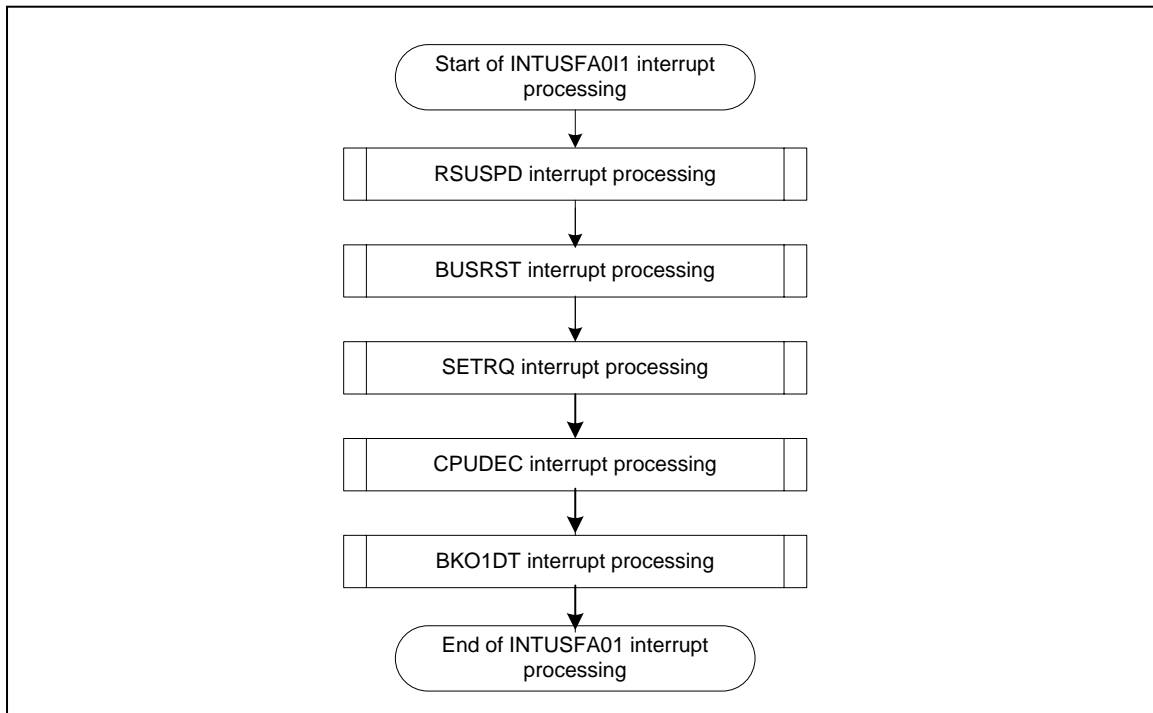 Start of INTUSFA0I1 interrupt
processing
RSUSPD interrupt processing
BUSRST interrupt processing
SETRQ interrupt processing
CPUDEC interrupt processing
BKO1DT interrupt processing
End of INTUSFA01 interrupt
processing